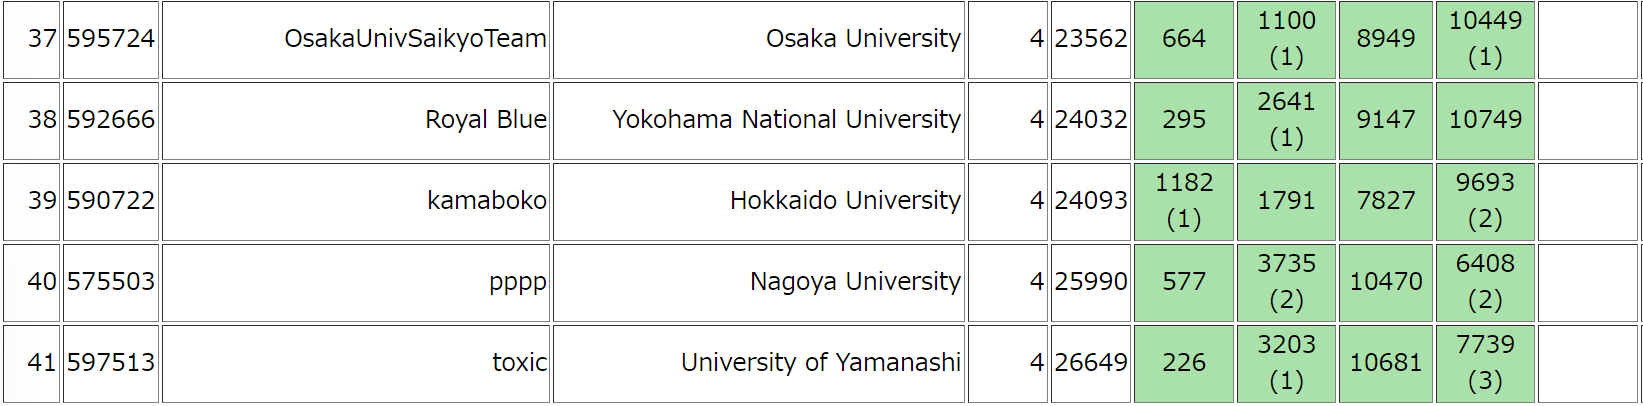 37 595724 OsakaUnivSaikyoTeam Osaka University 4 23562 664 1100 (1) 8949 10449 (1)
38 592666 Royal Blue Yokohama National University 4 24032 295 2641 (1) 9147 10749
39 590722 kamaboko Hokkaido University 4 24093 1182 (1) 1791 7827 9693 (2)
40 575503 pppp Nagoya University 4 25990 577 3735 (2) 10470 6408 (2)
41 597513 toxic University of Yamanashi 4 26649 226 3203 (1) 10681 7739 (3)